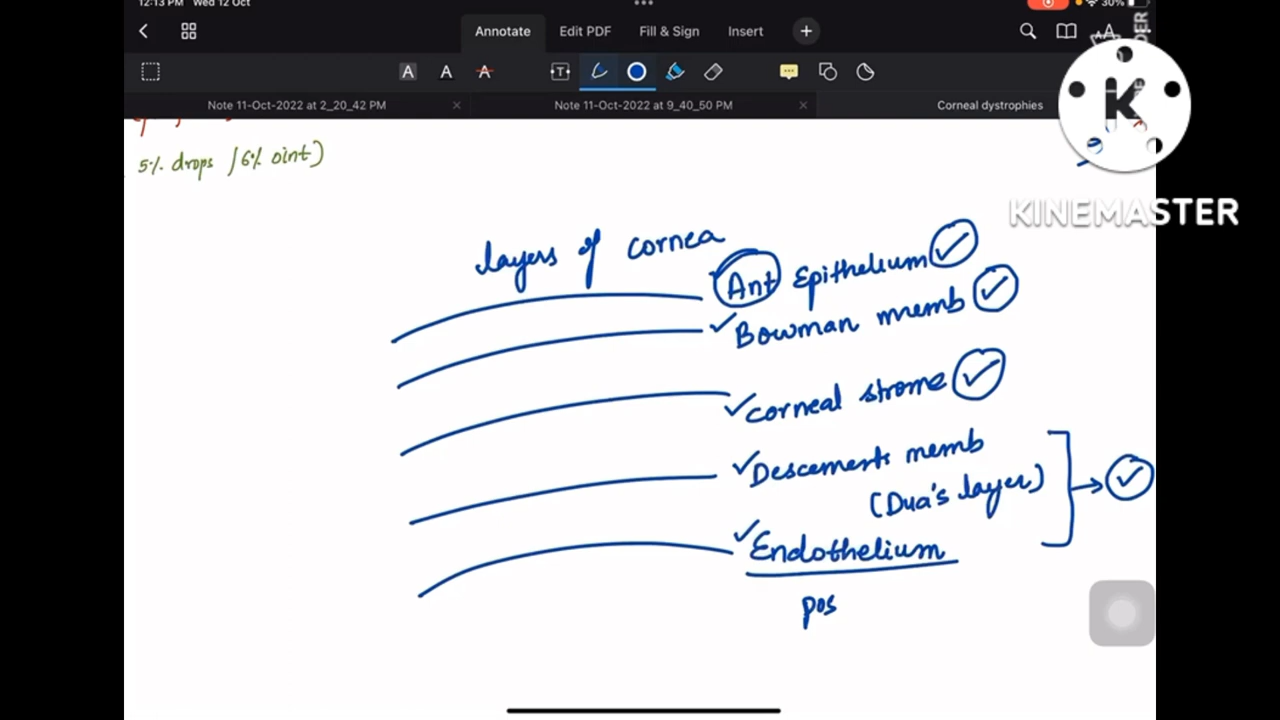 12:13 PM Wed 12 Oct
30%
Annotate Edit PDF Fill & Sign Insert
Note 11-Oct-2022 at 2_20_42 PM
Note 11-Oct-2022 at 9_40_50 PM
Corneal dystrophies
K
KINEMASTER
5% drops /6% oint)
layers of cornea
Ant Epithelium
Bowman memb
corneal strome
Descements memb
(Dua's layer)
Endothelium
pos